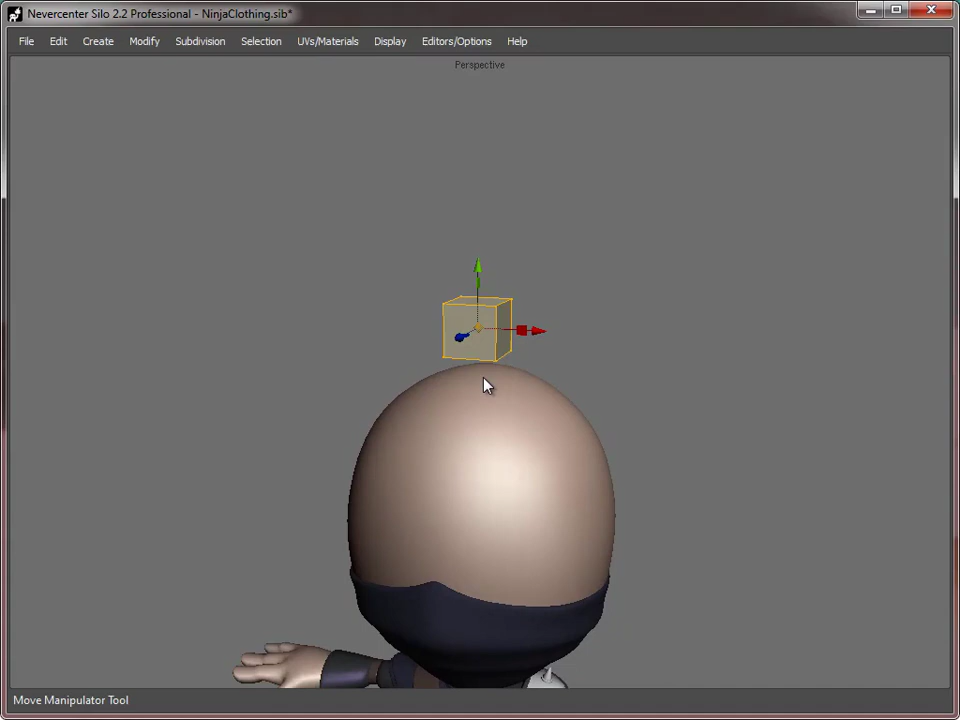 Nevercenter Silo 2.2 Professional - NinjaClothing.sib*
File Edit Create Modify Subdivision Selection UVs/Materials Display Editors/Options Help
Perspective
Move Manipulator Tool